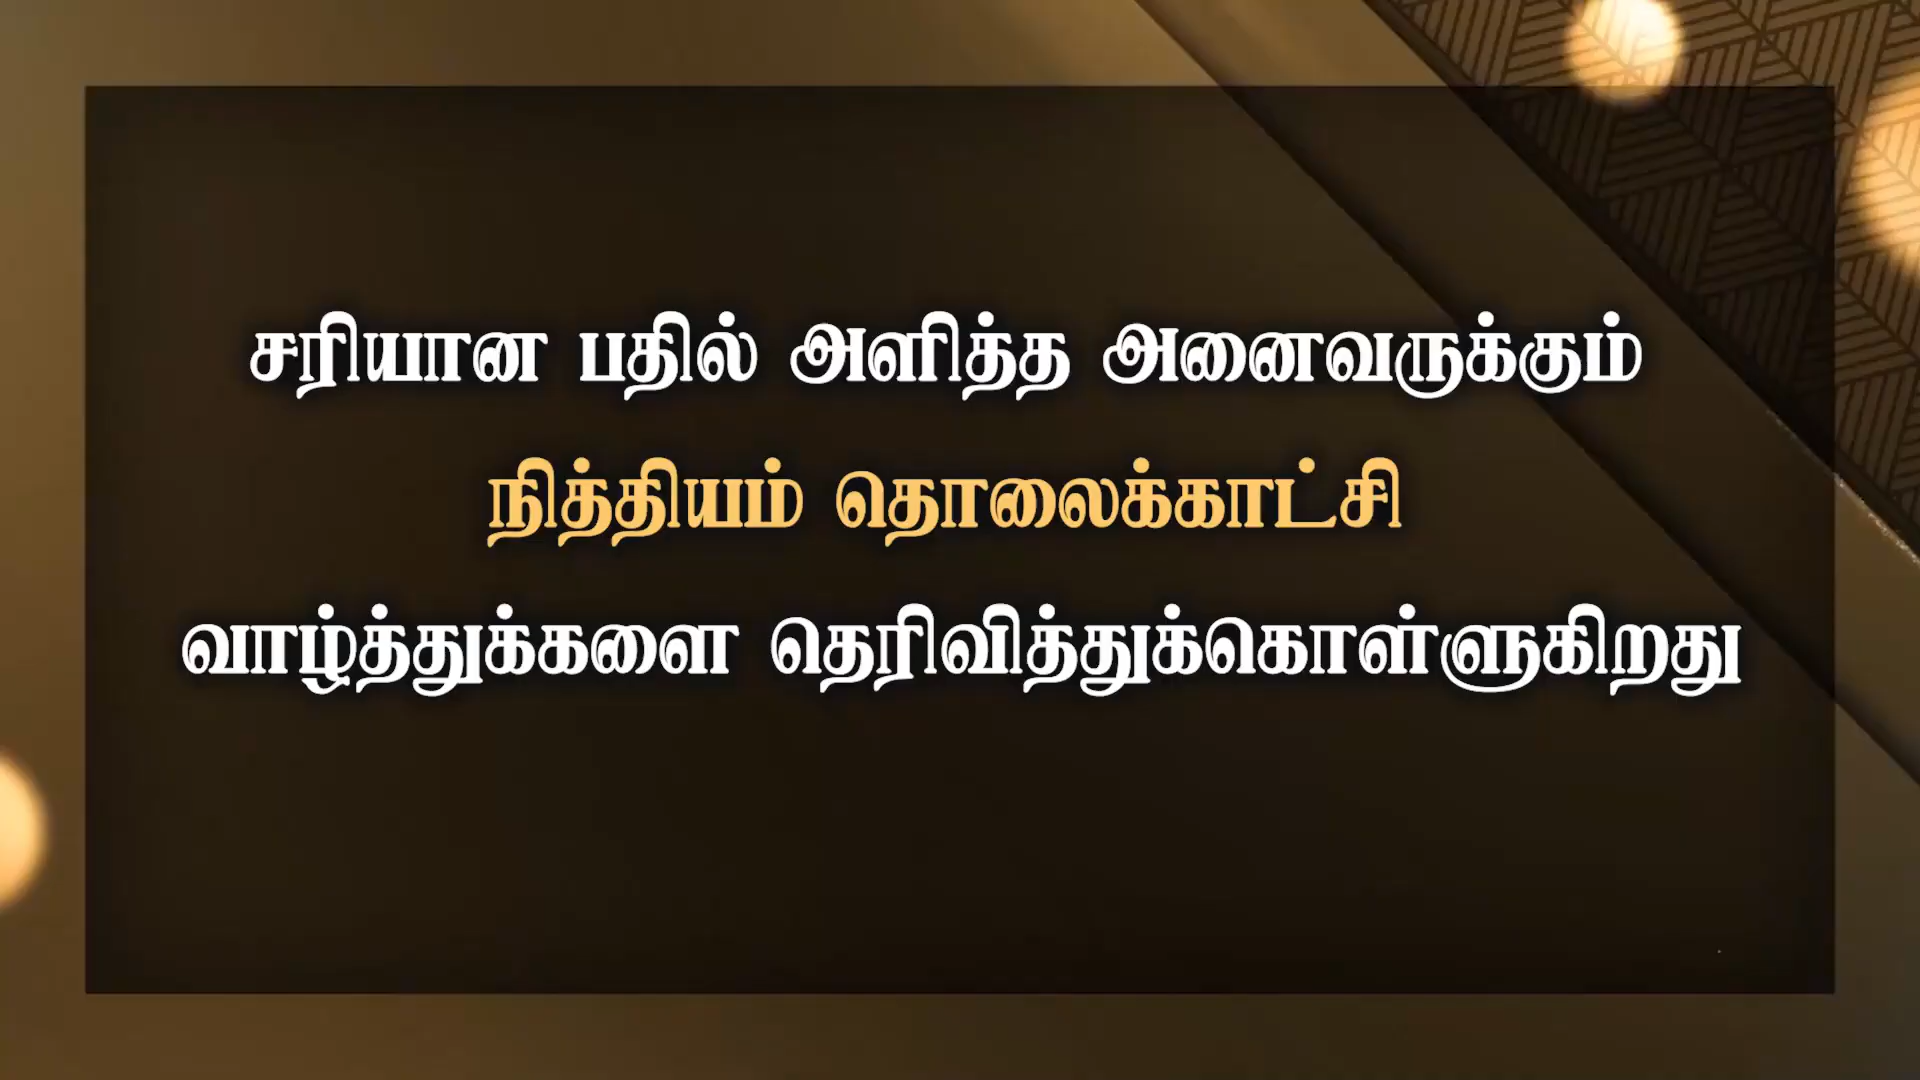 சரியான பதில் அளித்த அனைவருக்கும்
நித்தியம் தொலைக்காட்சி
வாழ்த்துக்களை தெரிவித்துக்கொள்ளுகிறது